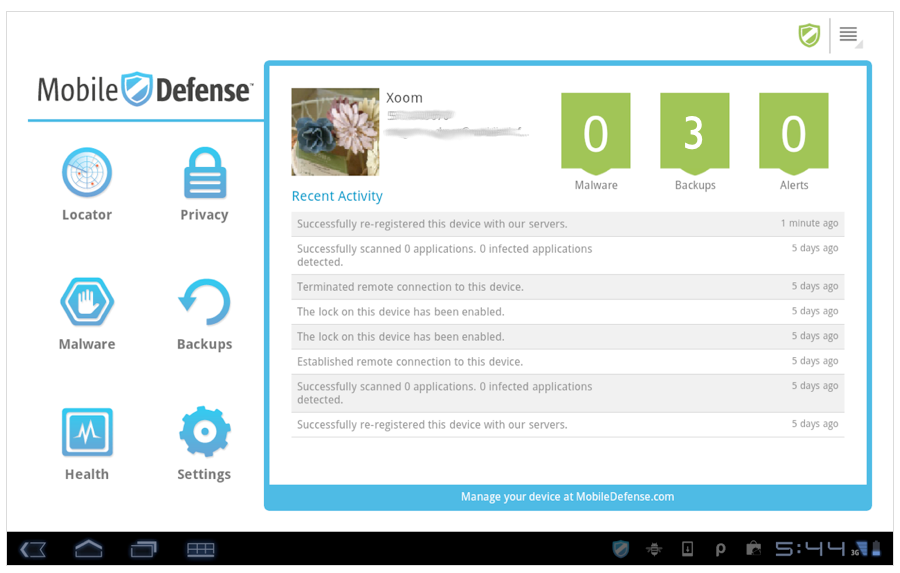 Mobile Defense™
Xoom
0
3
0
Malware
Backups
Alerts
Locator
Privacy
Malware
Backups
Health
Settings
Recent Activity
Successfully re-registered this device with our servers. 1 minute ago
Successfully scanned 0 applications. 0 infected applications 5 days ago
detected.
Terminated remote connection to this device. 5 days ago
The lock on this device has been enabled. 5 days ago
The lock on this device has been enabled. 5 days ago
Established remote connection to this device. 5 days ago
Successfully scanned 0 applications. 0 infected applications 5 days ago
detected.
Successfully re-registered this device with our servers. 5 days ago
Manage your device at MobileDefense.com
5:44
3G